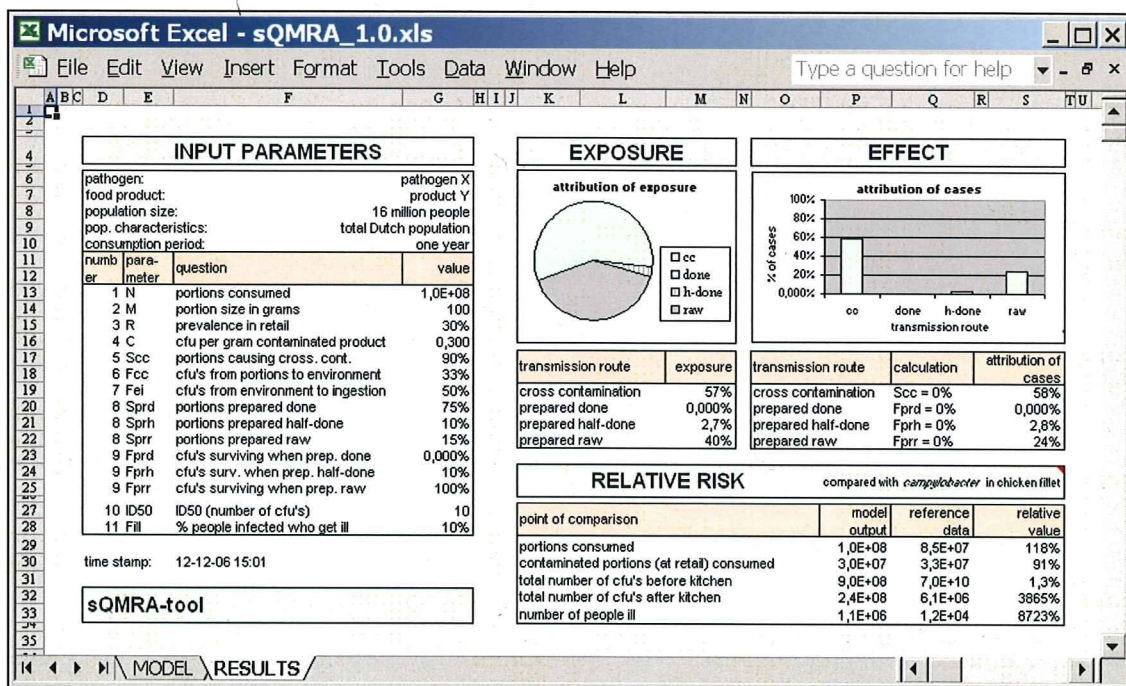 Microsoft Excel - sQMRA_1.0.xls
File Edit View Insert Format Tools Data Window Help Type a question for help
A B C D E F G H I J K L M N O P Q R S T U
INPUT PARAMETERS
pathogen: pathogen X
food product: product Y
population size: 16 million people
pop. characteristics: total Dutch population
consumption period: one year
numb er para- meter question value
1 N portions consumed 1,0E+08
2 M portion size in grams 100
3 R prevalence in retail 30%
4 C cfu per gram contaminated product 0,300
5 Scc portions causing cross. cont. 90%
6 Fcc cfu's from portions to environment 33%
7 Fei cfu's from environment to ingestion 50%
8 Sprd portions prepared done 75%
8 Sprh portions prepared half-done 10%
8 Sprr portions prepared raw 15%
9 Fprd cfu's surviving when prep. done 0,000%
9 Fprh cfu's surv. when prep. half-done 10%
9 Fprr cfu's surviving when prep. raw 100%
10 ID50 ID50 (number of cfu's) 10
11 Fill % people infected who get ill 10%
time stamp: 12-12-06 15:01
sQMRA-tool
EXPOSURE
attribution of exposure
cc
done
h-done
raw
transmission route exposure
cross contamination 57%
prepared done 0,000%
prepared half-done 2,7%
prepared raw 40%
EFFECT
attribution of cases
100%
80%
60%
40%
20%
0,000%
% of cases
cc done h-done raw
transmission route
transmission route calculation attribution of cases
cross contamination Scc = 0% 58%
prepared done Fprd = 0% 0,000%
prepared half-done Fprh = 0% 2,8%
prepared raw Fprr = 0% 24%
RELATIVE RISK compared with campylobacter in chicken fillet
point of comparison model output reference data relative value
portions consumed 1,0E+08 8,5E+07 118%
contaminated portions (at retail) consumed 3,0E+07 3,3E+07 91%
total number of cfu's before kitchen 9,0E+08 7,0E+10 1,3%
total number of cfu's after kitchen 2,4E+08 6,1E+06 3865%
number of people ill 1,1E+06 1,2E+04 8723%
MODEL RESULTS